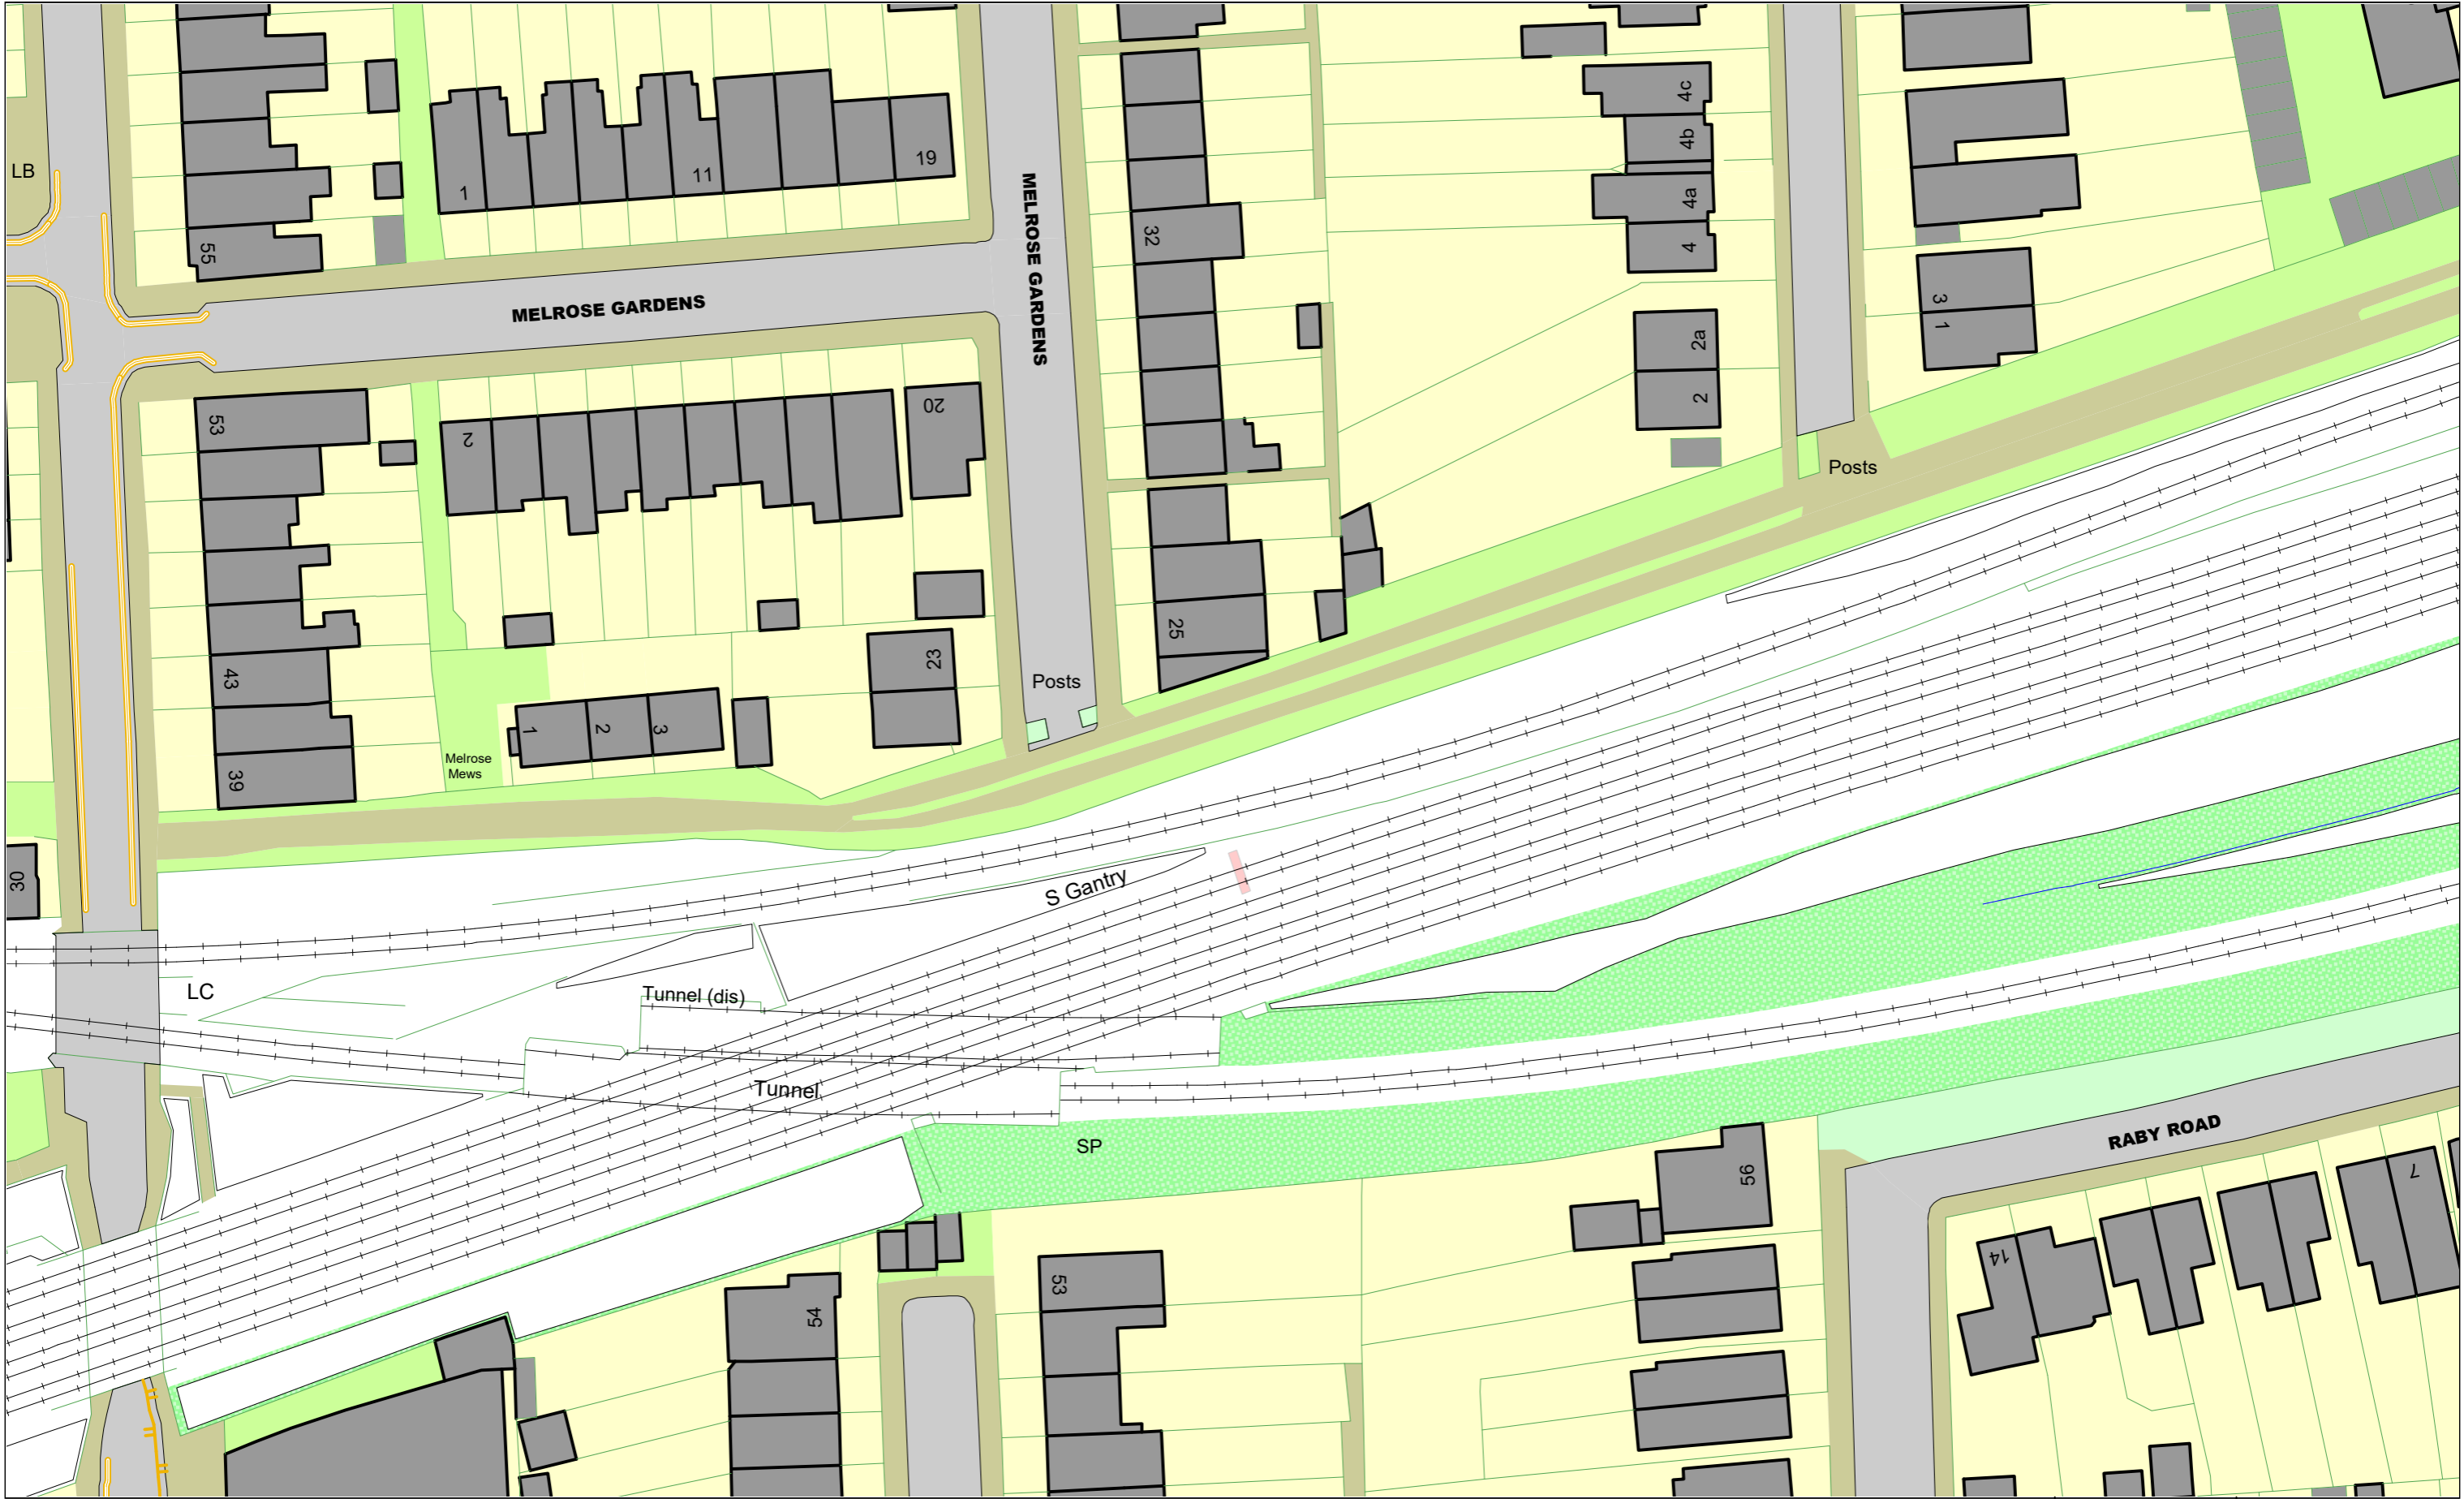 4c
4b
LB
1
11
19
4a
MELROSE GARDENS
32
4
55
MELROSE GARDENS
3
1
2a
2
53
2
20
Posts
25
43
23
Posts
1
2
3
Melrose
Mews
39
30
S Gantry
LC
Tunnel (dis)
Tunnel
SP
RABY ROAD
56
7
14
53
54